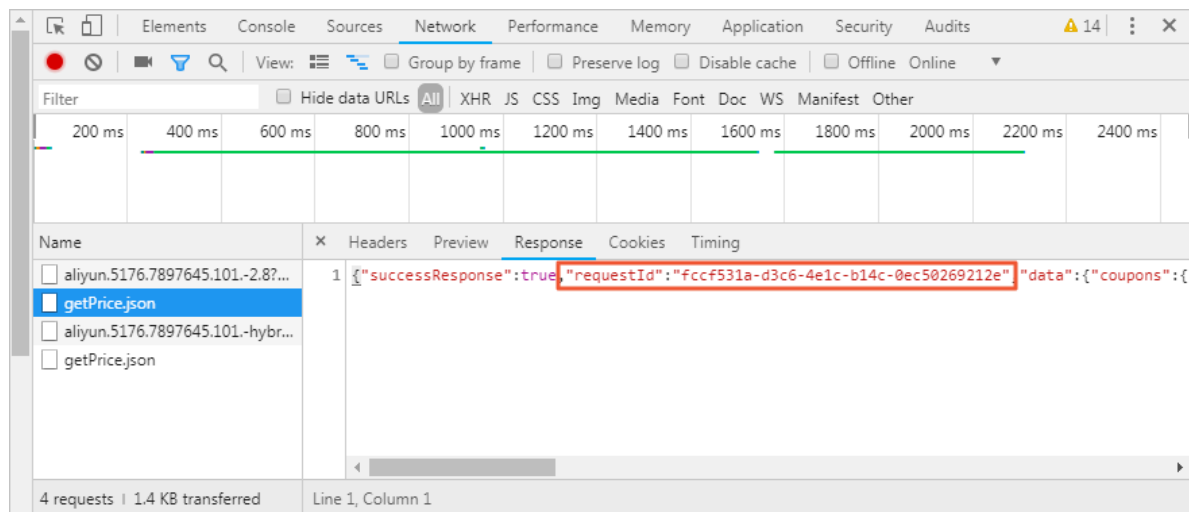 Elements Console Sources Network Performance Memory Application Security Audits 14
View: Group by frame Preserve log Disable cache Offline Online
Filter Hide data URLs All XHR JS CSS Img Media Font Doc WS Manifest Other
200 ms 400 ms 600 ms 800 ms 1000 ms 1200 ms 1400 ms 1600 ms 1800 ms 2000 ms 2200 ms 2400 ms
Name × Headers Preview Response Cookies Timing
aliyun.5176.7897645.101.-2.8?... 1 {"successResponse":true,"requestId":"fccf531a-d3c6-4e1c-b14c-0ec50269212e","data":{"coupons":{
getPrice.json
aliyun.5176.7897645.101.-hybr...
getPrice.json
4 requests | 1.4 KB transferred Line 1, Column 1